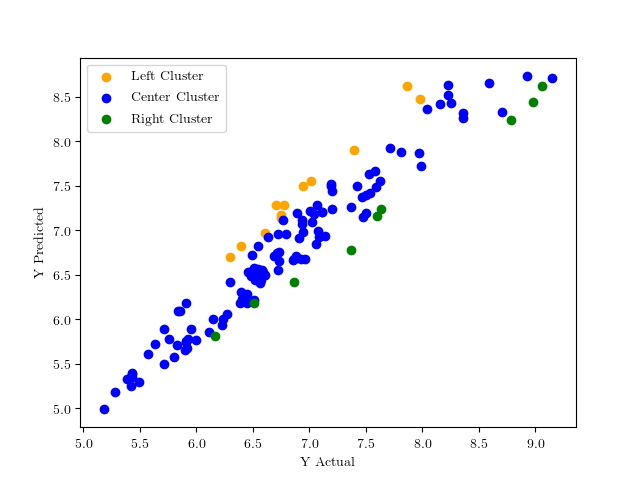 Left Cluster
Center Cluster
Right Cluster
8.5
8.0
7.5
7.0
6.5
6.0
5.5
5.0
Y Predicted
5.0 5.5 6.0 6.5 7.0 7.5 8.0 8.5 9.0
Y Actual